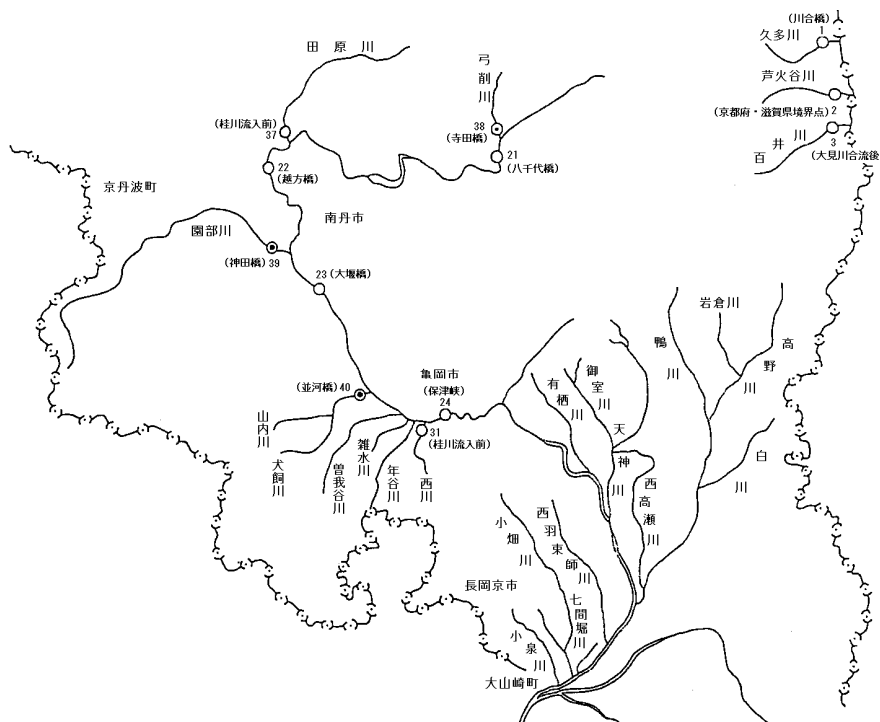 (川合橋)
1
久多川
芦火谷川
2
(京都府・滋賀県境界点)
3
(大見川合流後
百井川
田原川
弓削川
(桂川流入前)
37
38
(寺田橋)
21
(八千代橋)
22
(越方橋)
京丹波町
南丹市
園部川
(神田橋) 39
23 (大堰橋)
岩倉川
鴨川
高野川
白川
亀岡市
(保津峡)
24
(並河橋) 40
31
(桂川流入前)
山内川
犬飼川
曽我谷川
雑水川
年谷川
西川
有栖川
御室川
天神川
西高瀬川
小畑川
西羽束師川
長岡京市
七間堀川
小泉川
大山崎町